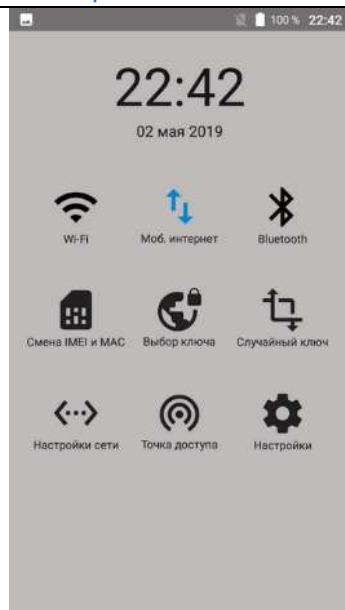 100 % 22:42
22:42
02 мая 2019
Wi-Fi Моб. интернет Bluetooth
Смена IMEI и MAC Выбор ключа Случайный ключ
Настройки сети Точка доступа Настройки